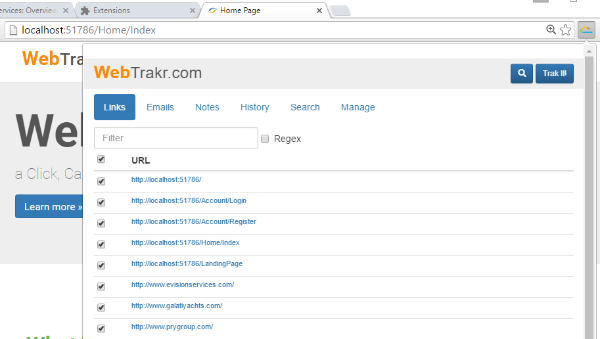 ervices: Overview
Extensions
Home Page
localhost:51786/Home/Index
WebTra
WebTrakr.com
Trak
Links Emails Notes History Search Manage
Web
Filter
Regex
a Click, Ca
URL
http://localhost:51786/
http://localhost:51786/Account/Login
Learn more »
http://localhost:51786/Account/Register
http://localhost:51786/Home/Index
http://localhost:51786/LandingPage
http://www.evisionservices.com/
http://www.galatiyachts.com/
http://www.prygroup.com/